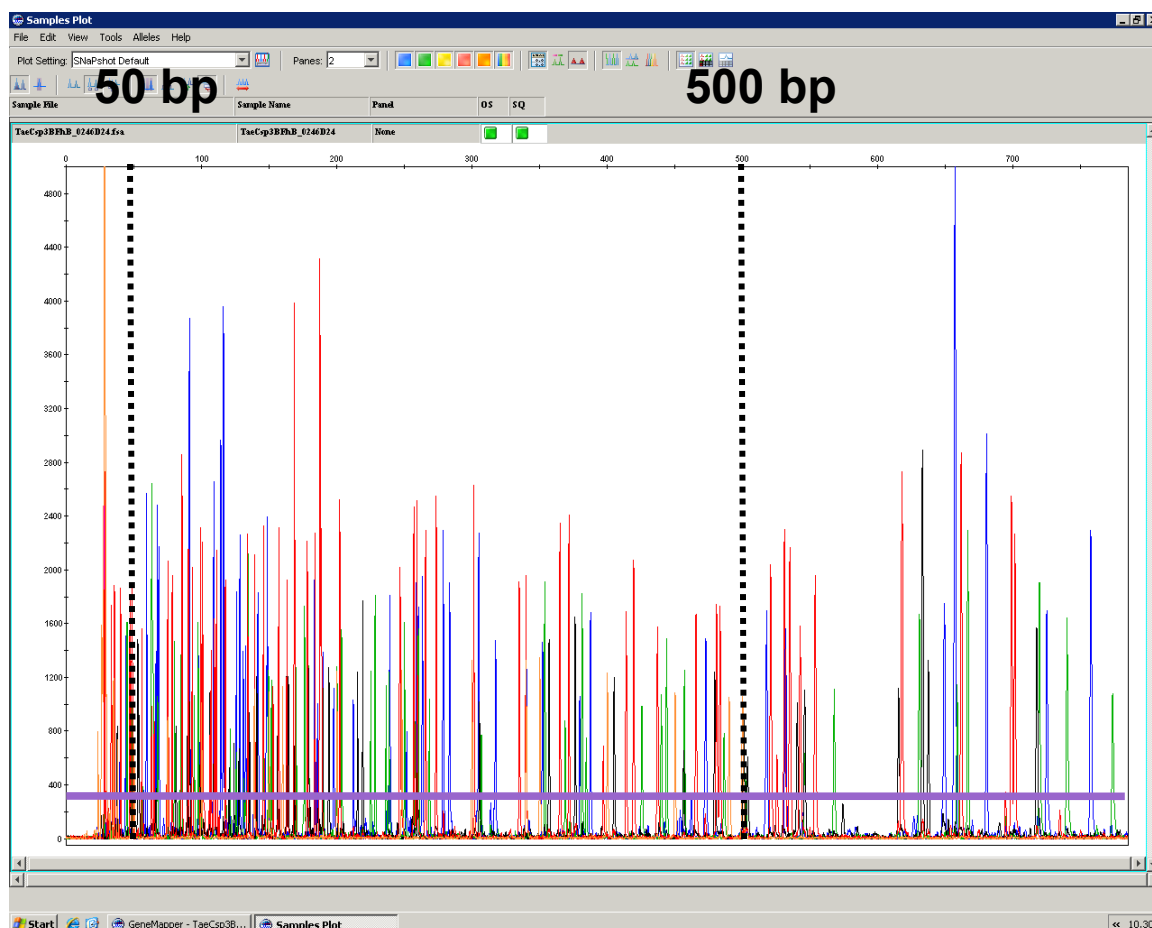 Samples Plot
File Edit View Tools Alleles Help
Plot Setting: SNaPshot Default Panes: 2
50 bp 500 bp
Sample File Sample Name Panel OS SQ
TaeCsp3BFhB_0246D24.fsa TaeCsp3BFhB_0246D24 None
0 100 200 300 400 500 600 700
4800
4400
4000
3600
3200
2800
2400
2000
1600
1200
800
400
0
Start GeneMapper - TaeCsp3B... Samples Plot « 10.30